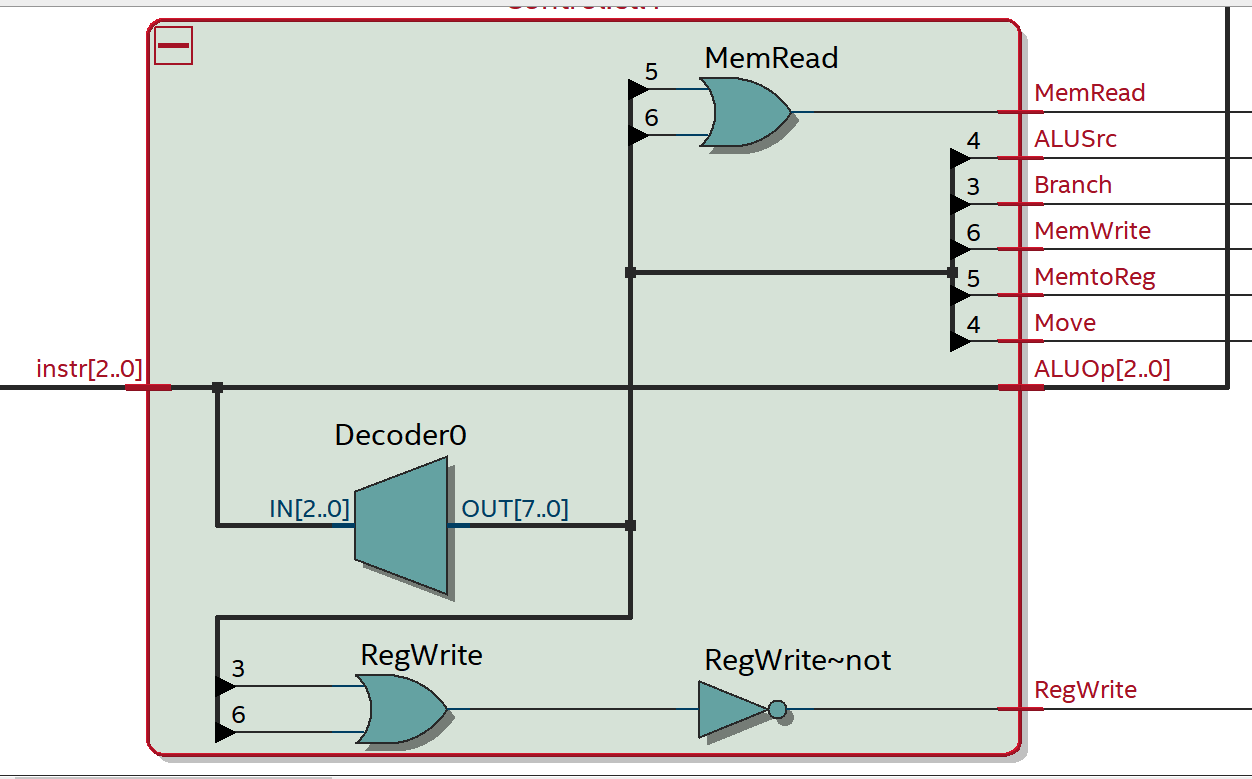 MemRead
5
6
MemRead
4
ALUSrc
3
Branch
6
MemWrite
5
MemtoReg
4
Move
instr[2..0]
ALUOp[2..0]
Decoder0
IN[2..0]
OUT[7..0]
RegWrite
RegWrite~not
3
6
RegWrite